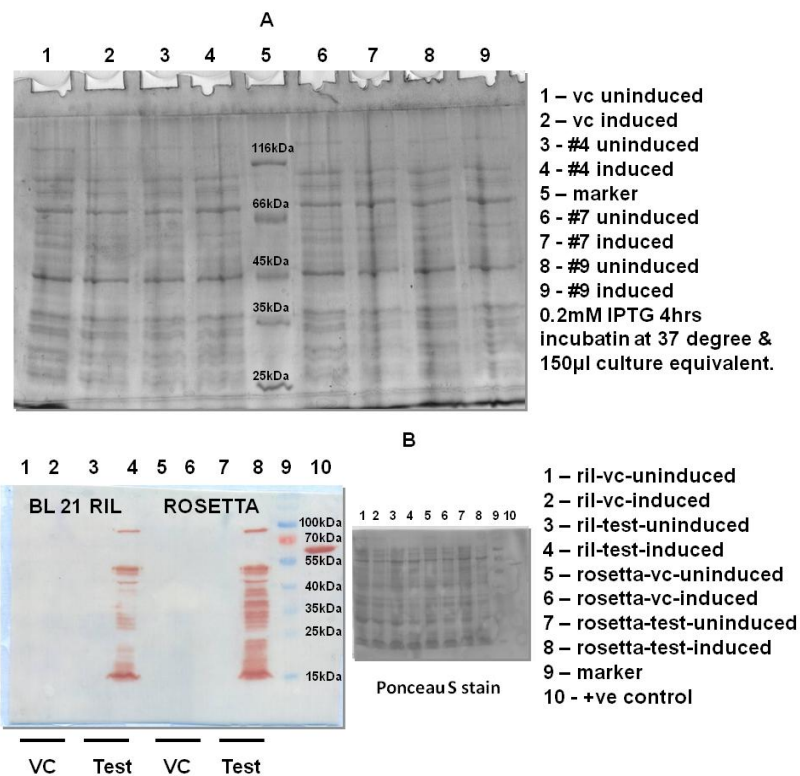 A
1 2 3 4 5 6 7 8 9
116kDa
66kDa
45kDa
35kDa
25kDa
1 – vc uninduced
2 – vc induced
3 - #4 uninduced
4 - #4 induced
5 – marker
6 - #7 uninduced
7 - #7 induced
8 - #9 uninduced
9 - #9 induced
0.2mM IPTG 4hrs
incubatin at 37 degree &
150µl culture equivalent.
B
1 2 3 4 5 6 7 8 9 10
BL 21 RIL ROSETTA
100kDa
70kDa
55kDa
40kDa
35kDa
25kDa
15kDa
VC Test VC Test
1 2 3 4 5 6 7 8 9 10
Ponceau S stain
1 – ril-vc-uninduced
2 – ril-vc-induced
3 – ril-test-uninduced
4 – ril-test-induced
5 – rosetta-vc-uninduced
6 – rosetta-vc-induced
7 – rosetta-test-uninduced
8 – rosetta-test-induced
9 – marker
10 - +ve control